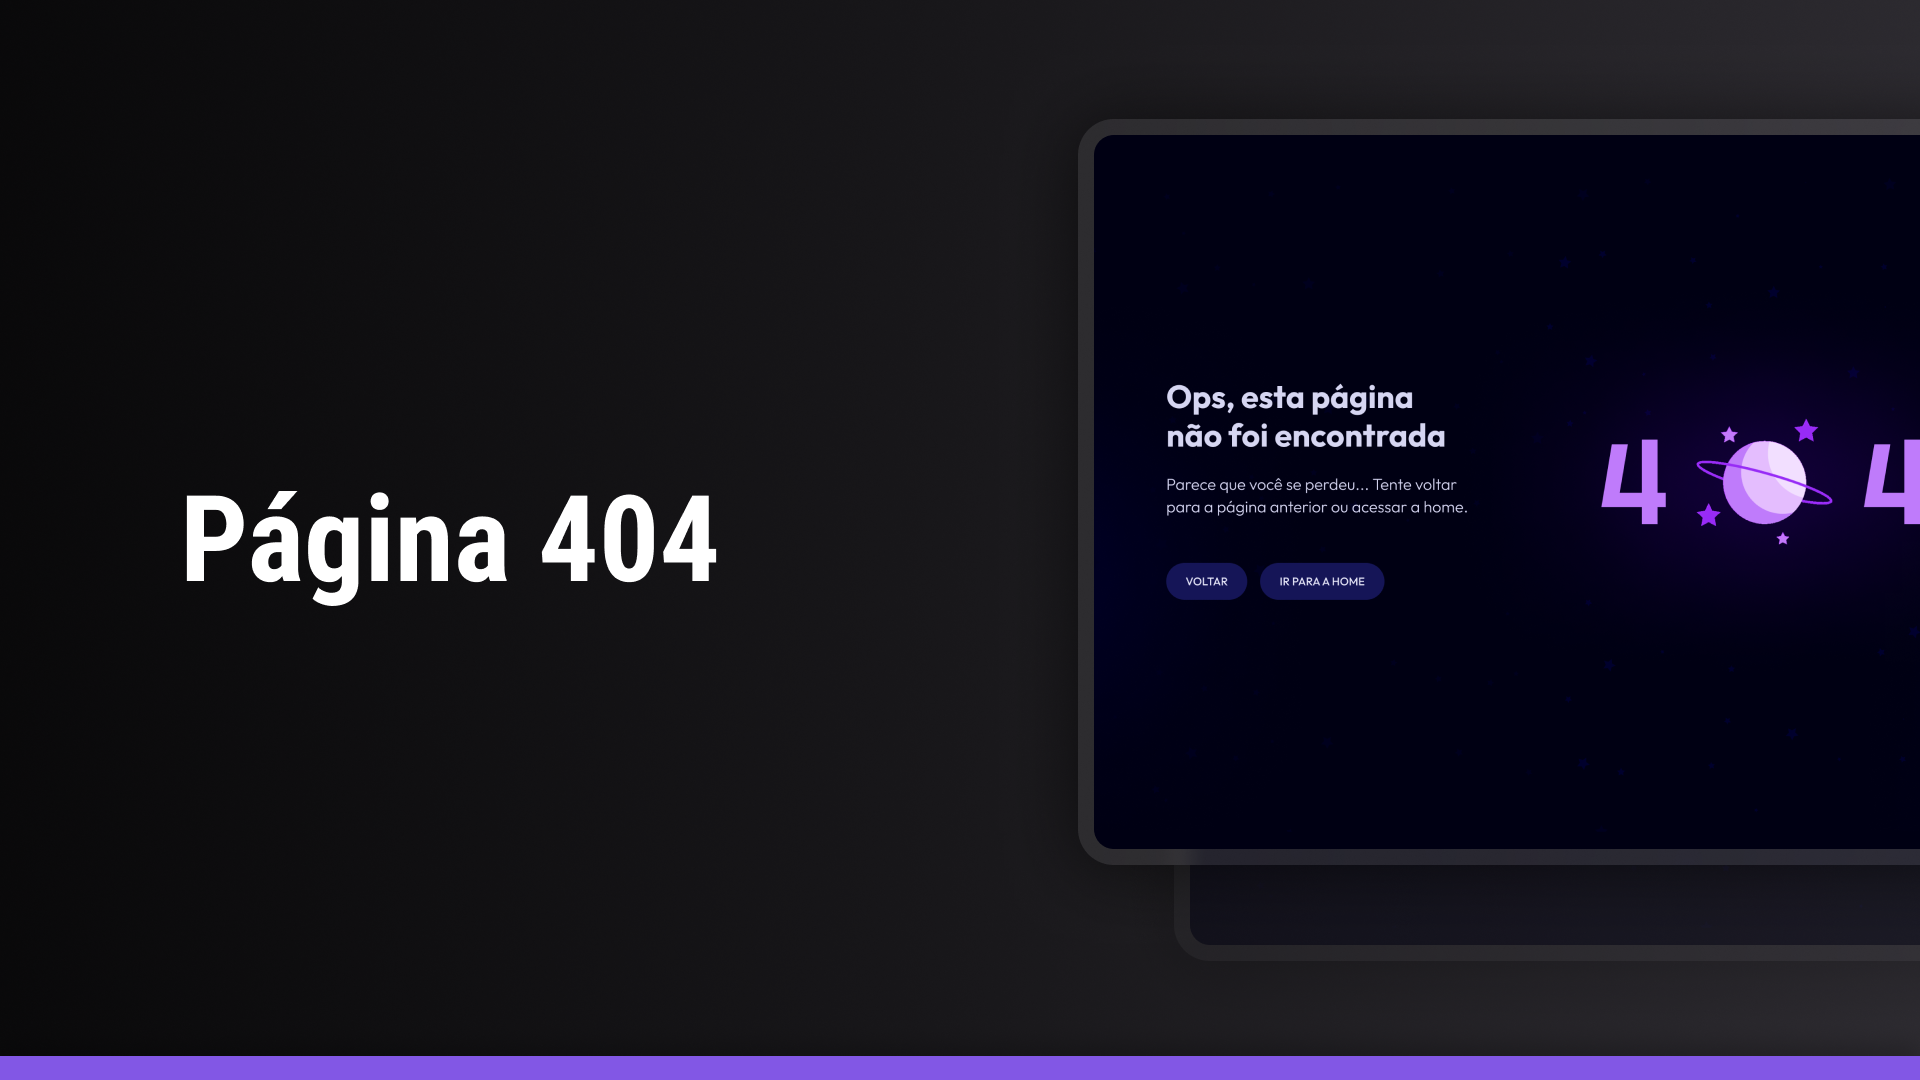 Página 404
Ops, esta página
não foi encontrada
Parece que você se perdeu... Tente voltar
para a página anterior ou acessar a home.
VOLTAR
IR PARA A HOME
4 4